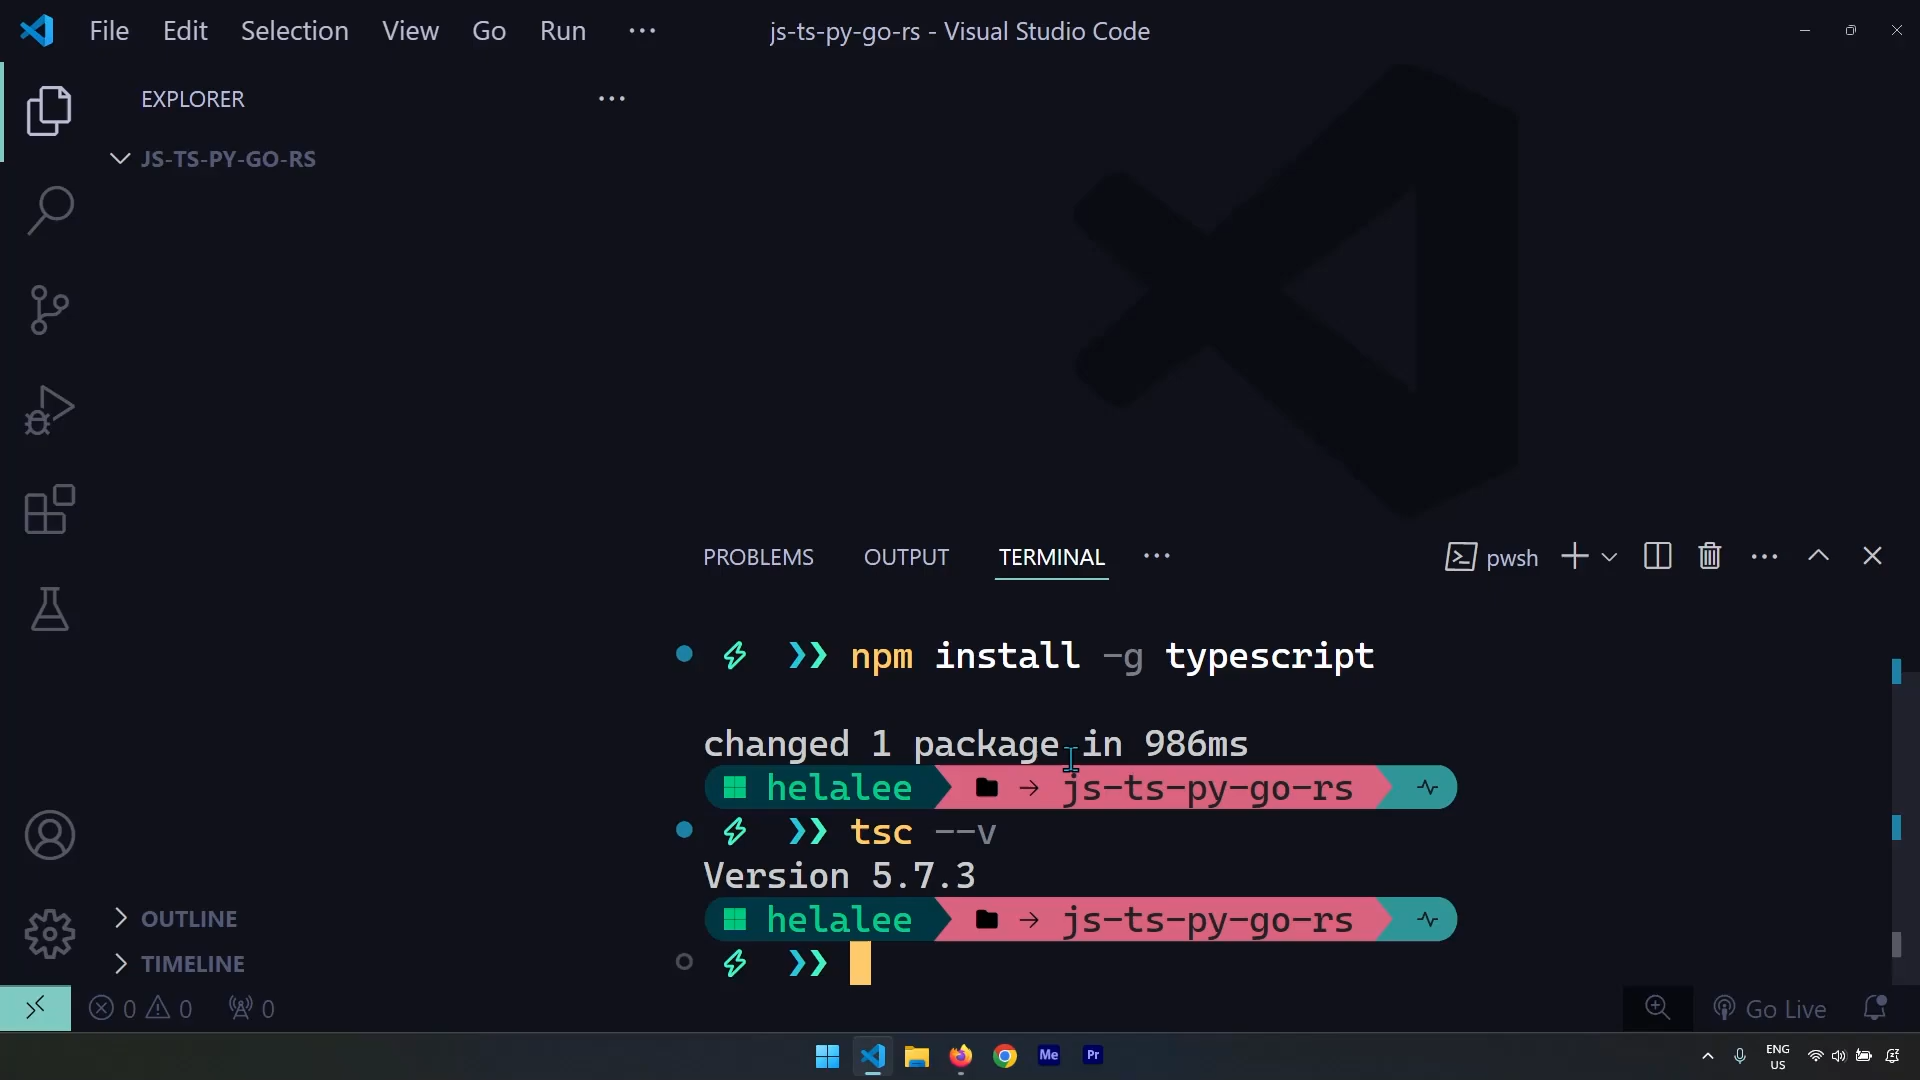 File Edit Selection View Go Run ···
js-ts-py-go-rs - Visual Studio Code
EXPLORER
JS-TS-PY-GO-RS
PROBLEMS OUTPUT TERMINAL
pwsh
npm install -g typescript
changed 1 package in 986ms
helalee → js-ts-py-go-rs
tsc --v
Version 5.7.3
helalee → js-ts-py-go-rs
OUTLINE
TIMELINE
0 0 0
Go Live
Me Pr
ENG
US